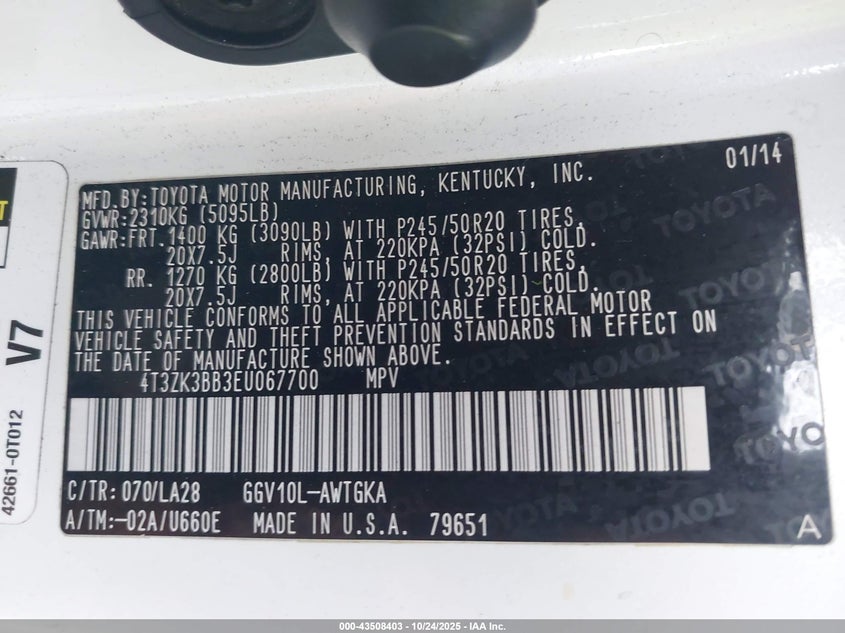 01/14
MFD.BY:TOYOTA MOTOR MANUFACTURING, KENTUCKY, INC.
GVWR:2310KG (5095LB)
GAWR:FRT. 1400 KG (3090LB) WITH P245/50R20 TIRES,
20X7.5J RIMS, AT 220KPA (32PSI) COLD.
RR. 1270 KG (2800LB) WITH P245/50R20 TIRES,
20X7.5J RIMS, AT 220KPA (32PSI) COLD.
THIS VEHICLE CONFORMS TO ALL APPLICABLE FEDERAL MOTOR
VEHICLE SAFETY AND THEFT PREVENTION STANDARDS IN EFFECT ON
THE DATE OF MANUFACTURE SHOWN ABOVE.
4T3ZK3BB3EU067700 MPV
C/TR: 070/LA28 GGV10L-AWTGKA
A/TM:-02A/U660E MADE IN U.S.A. 79651
A
V7
42661-0T012
TOYOTA
000-43508403 - 10/24/2025 - IAA Inc.